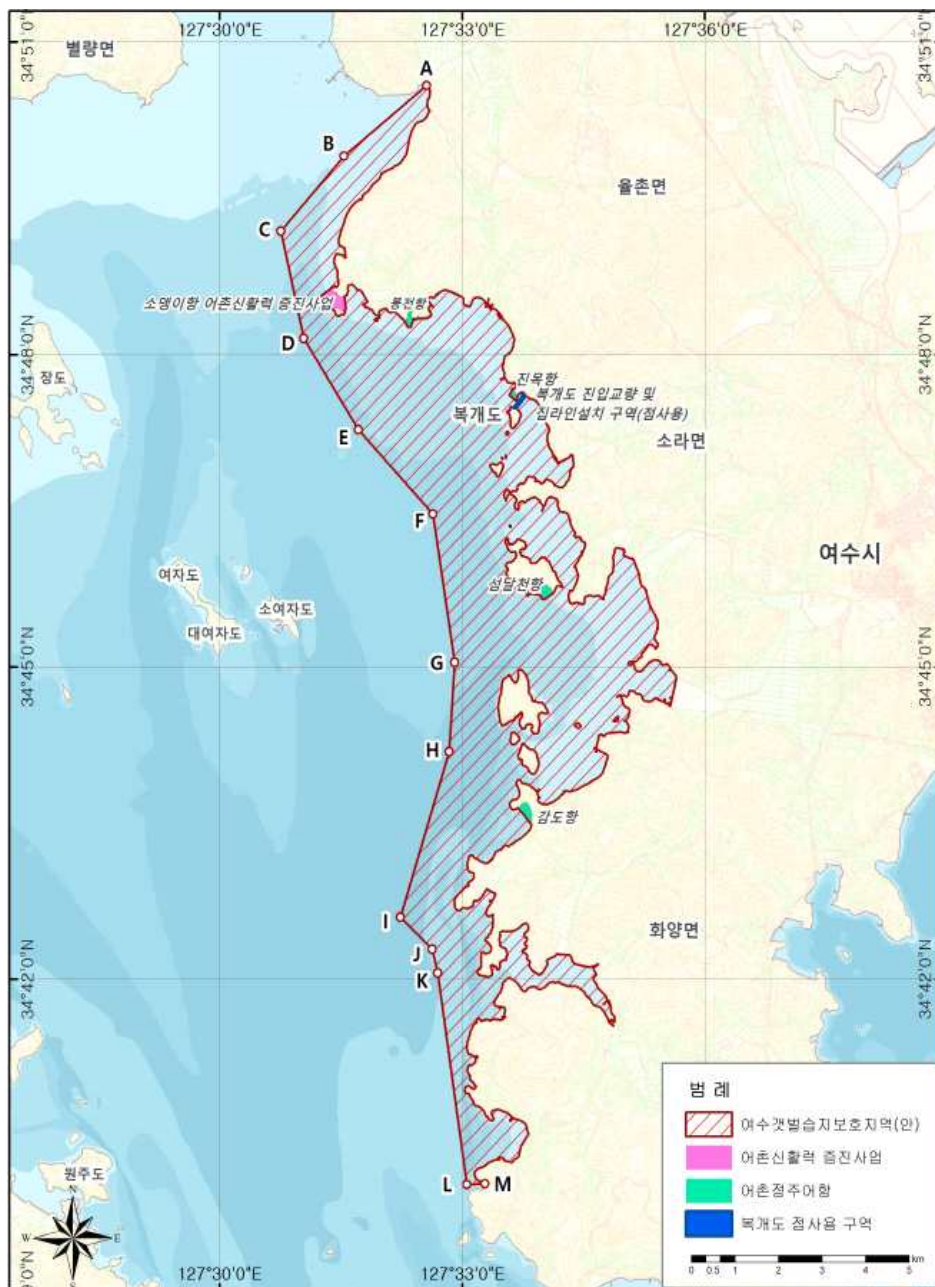 127°30'0"E 127°33'0"E 127°36'0"E
34°51'0"N 34°51'0"N
별량면
A
B
율촌면
C
소뎅이항 어촌신활력 증진사업
봉전항
D
34°48'0"N 34°48'0"N
장도
진목항
복개도
복개도 진입교량 및
집라인설치 구역(점사용)
E
소라면
F
여수시
여자도
섬달천항
소여자도
대여자도
G
34°45'0"N 34°45'0"N
H
감도항
I
화양면
J
K
34°42'0"N 34°42'0"N
L
M
원주도
N
W E
S
범 례
여수갯벌습지보호지역(안)
어촌신활력 증진사업
어촌정주어항
복개도 점사용 구역
km
0 0.5 1 2 3 4 5
127°30'0"E 127°33'0"E
34°39'0"N